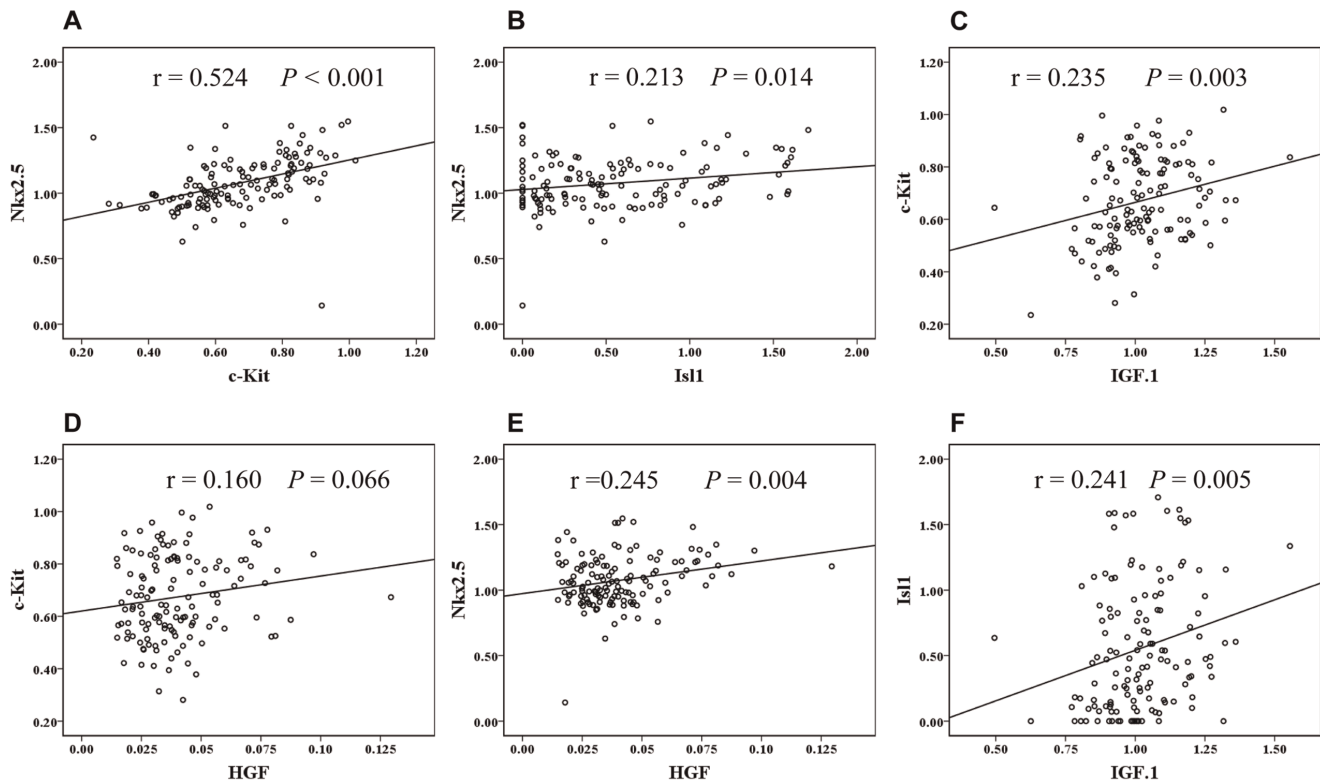 A
r = 0.524 P < 0.001
Nkx2.5
2.00
1.50
1.00
0.50
0.00
0.20 0.40 0.60 0.80 1.00 1.20
c-Kit
B
r = 0.213 P = 0.014
Nkx2.5
2.00
1.50
1.00
0.50
0.00
0.00 0.50 1.00 1.50 2.00
Isl1
C
r = 0.235 P = 0.003
c-Kit
1.20
1.00
0.80
0.60
0.40
0.20
0.50 0.75 1.00 1.25 1.50
IGF.1
D
r = 0.160 P = 0.066
c-Kit
1.20
1.00
0.80
0.60
0.40
0.20
0.00 0.025 0.05 0.075 0.10 0.125
HGF
E
r =0.245 P = 0.004
Nkx2.5
2.00
1.50
1.00
0.50
0.00
0.00 0.025 0.05 0.075 0.10 0.125
HGF
F
r = 0.241 P = 0.005
Isl1
2.00
1.50
1.00
0.50
0.00
0.50 0.75 1.00 1.25 1.50
IGF.1